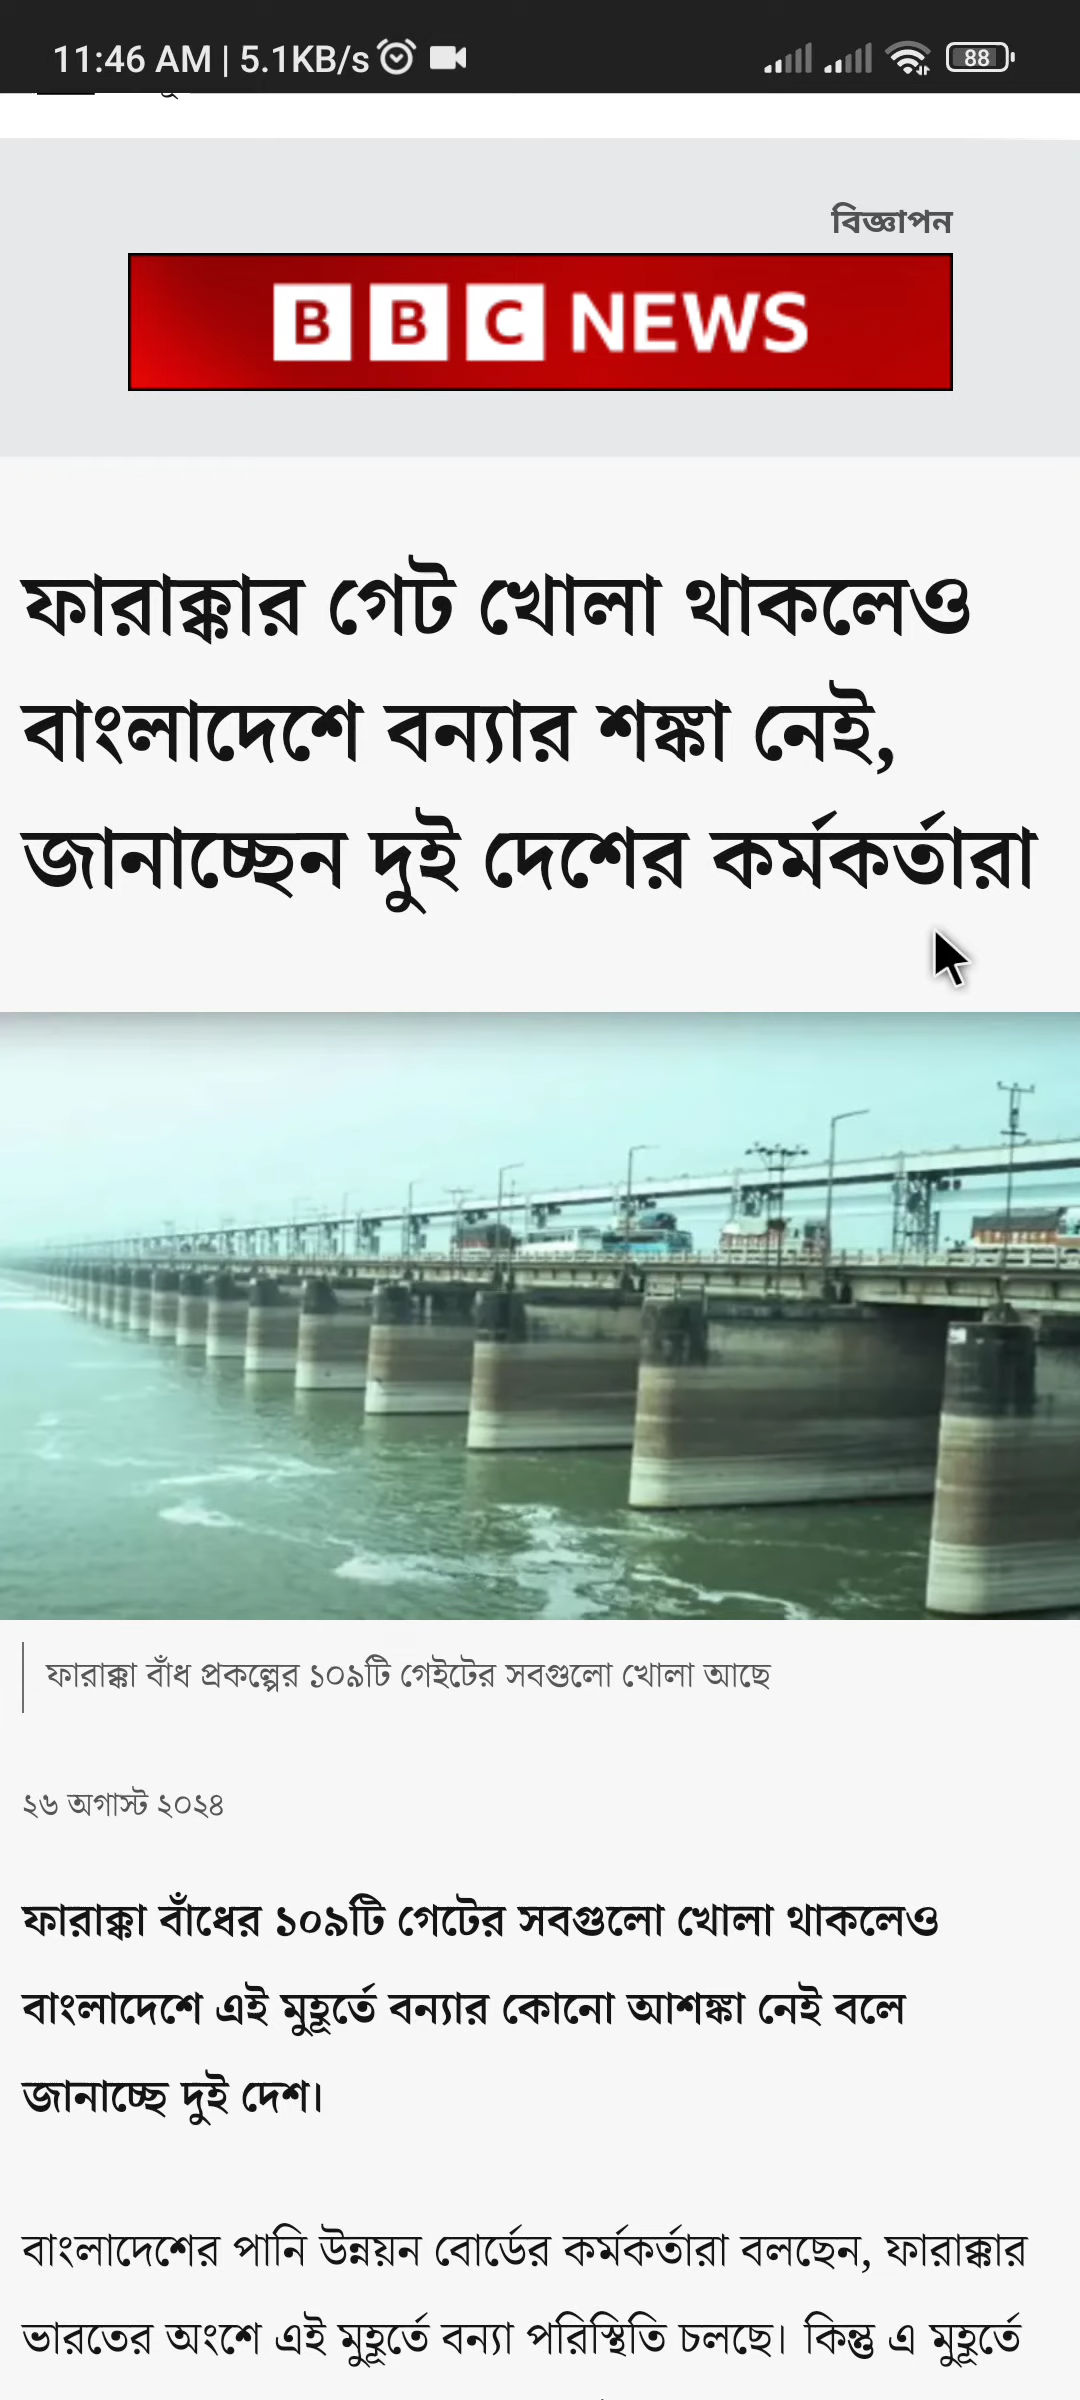 11:46 AM | 5.1KB/s
88
বিজ্ঞাপন
BBC NEWS
ফারাক্কার গেট খোলা থাকলেও
বাংলাদেশে বন্যার শঙ্কা নেই,
জানাচ্ছেন দুই দেশের কর্মকর্তারা
ফারাক্কা বাঁধ প্রকল্পের ১০৯টি গেইটের সবগুলো খোলা আছে
২৬ অগাস্ট ২০২৪
ফারাক্কা বাঁধের ১০৯টি গেটের সবগুলো খোলা থাকলেও
বাংলাদেশে এই মুহূর্তে বন্যার কোনো আশঙ্কা নেই বলে
জানাচ্ছে দুই দেশ।
বাংলাদেশের পানি উন্নয়ন বোর্ডের কর্মকর্তারা বলছেন, ফারাক্কার
ভারতের অংশে এই মুহূর্তে বন্যা পরিস্থিতি চলছে। কিন্তু এ মুহূর্তে